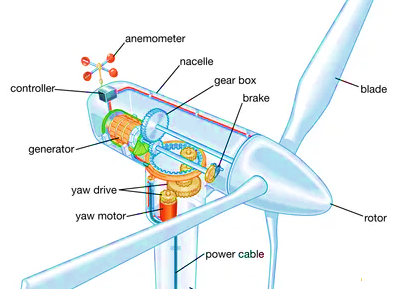 anemometer
nacelle
gear box
controller
brake
blade
generator
yaw drive
yaw motor
rotor
power cable